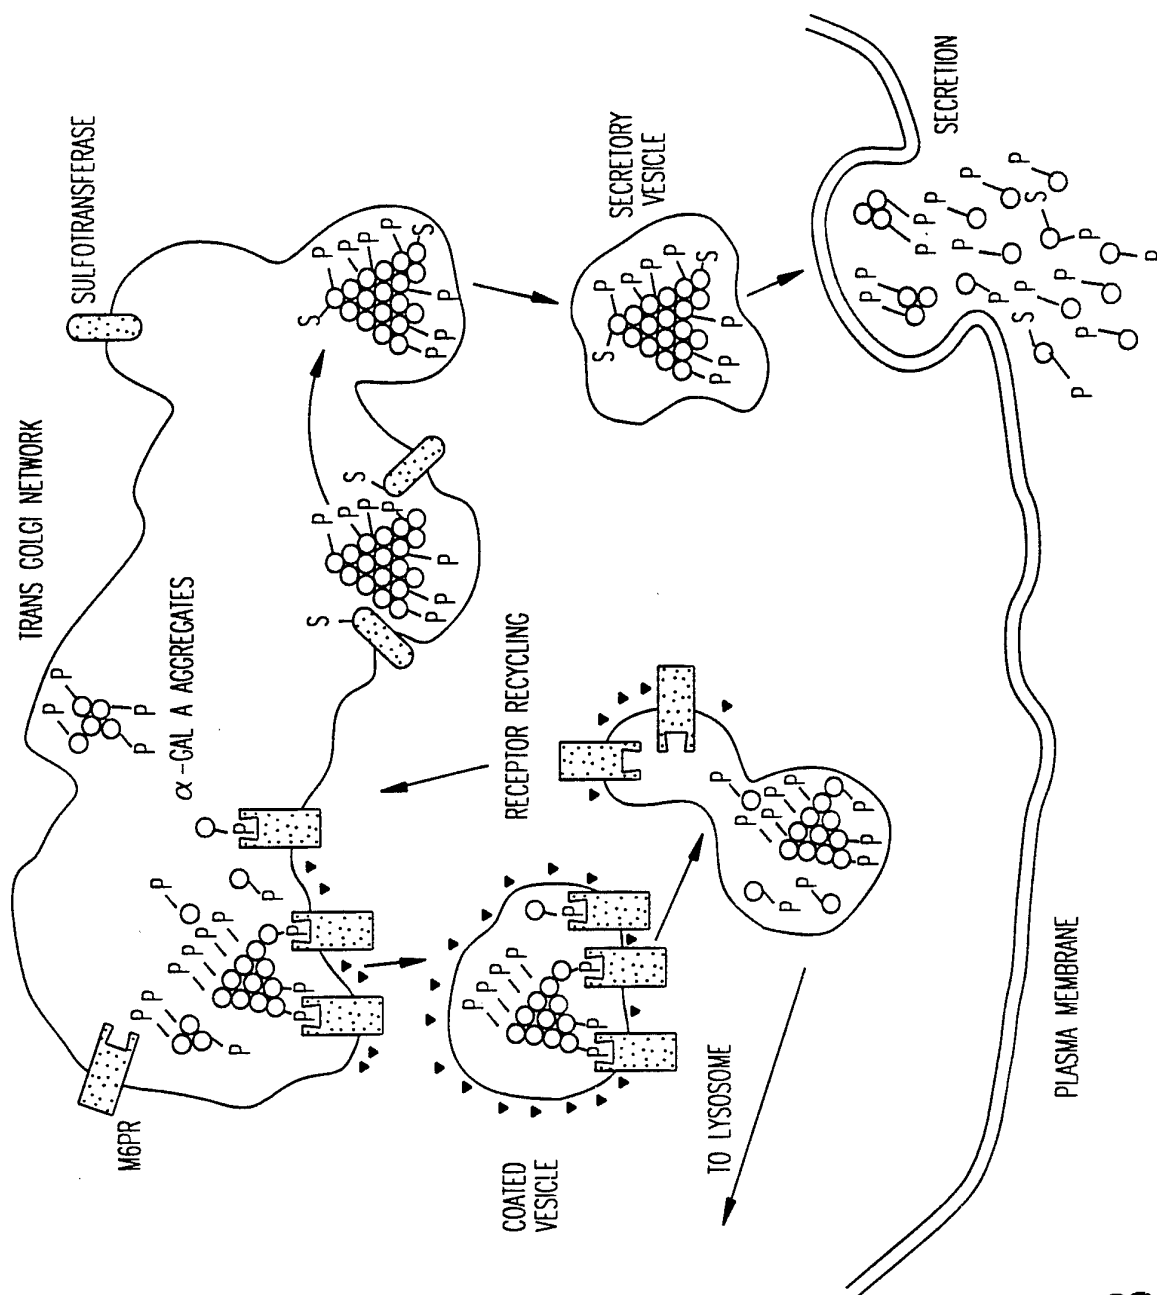 TRANS GOLGI NETWORK
SULFOTRANSFERASE
M6PR
α-GAL A AGGREGATES
P
S
COATED
VESICLE
RECEPTOR RECYCLING
SECRETORY
VESICLE
TO LYSOSOME
SECRETION
PLASMA MEMBRANE